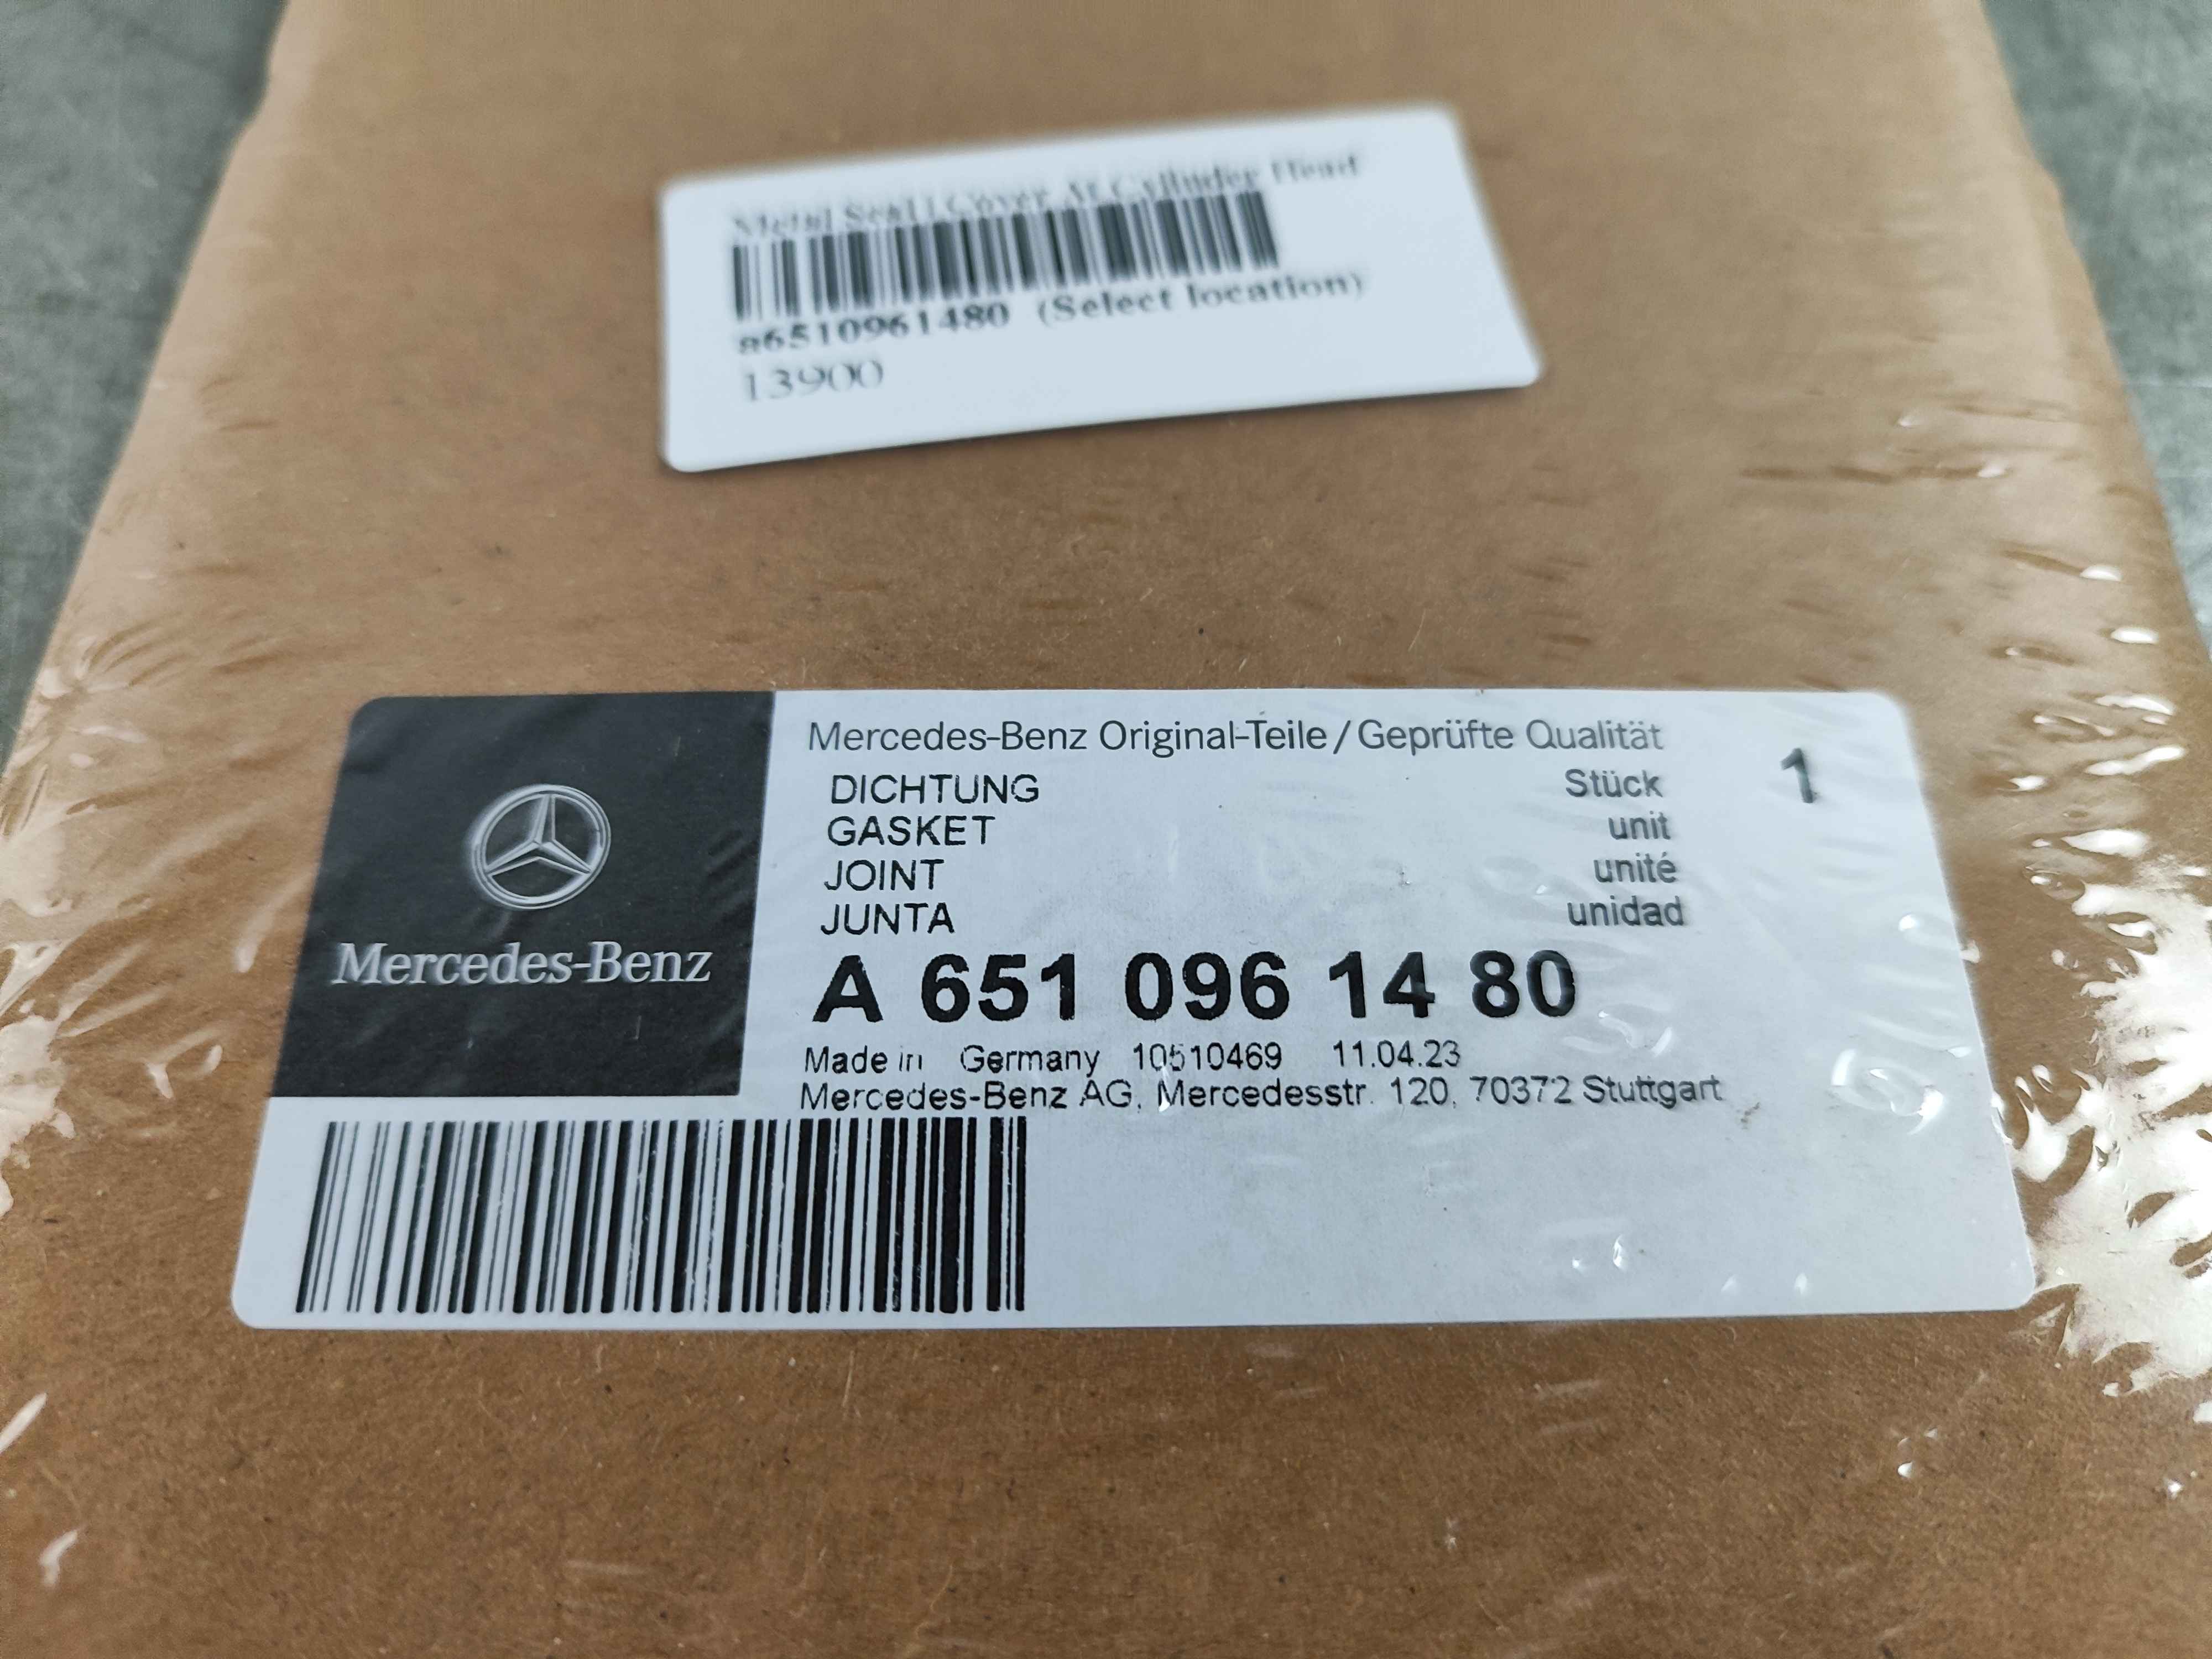 Metal Seal | Cover At Cylinder Head
a6510961480 (Select location)
13900
Mercedes-Benz
Mercedes-Benz Original-Teile / Geprüfte Qualität
DICHTUNG Stück 1
GASKET unit
JOINT unité
JUNTA unidad
A 651 096 14 80
Made in Germany 10510469 11.04.23
Mercedes-Benz AG, Mercedesstr. 120, 70372 Stuttgart